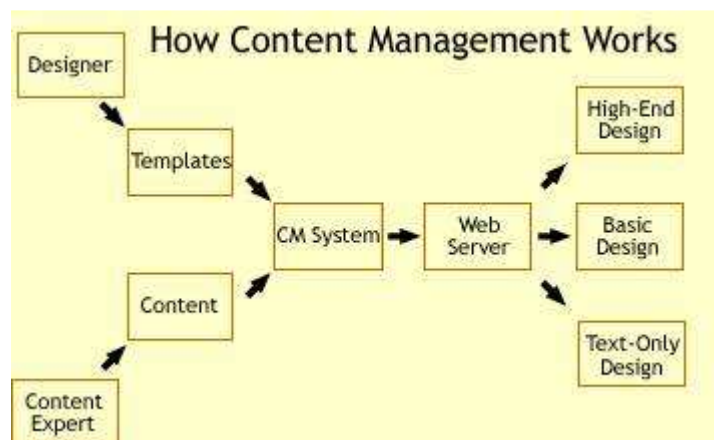 How Content Management Works
Designer
Templates
Content
Content
Expert
CM System
Web
Server
High-End
Design
Basic
Design
Text-Only
Design